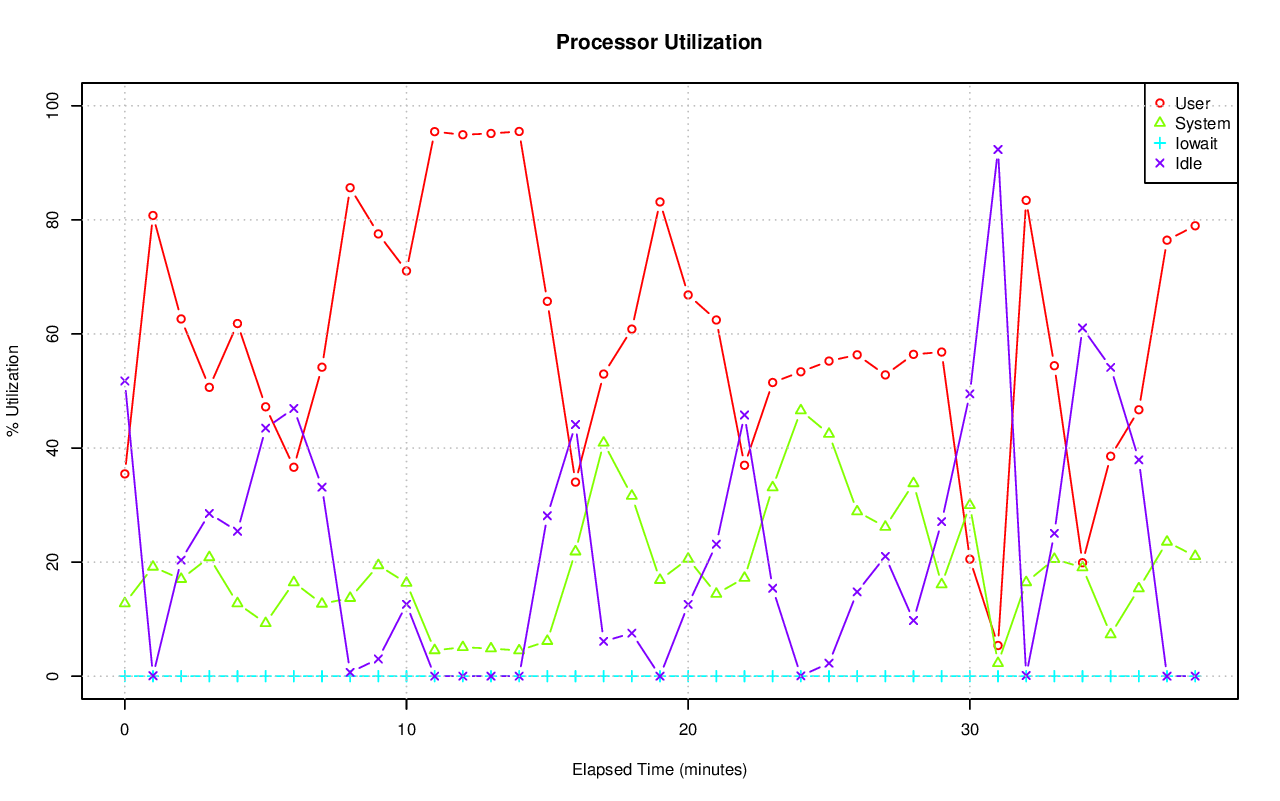 Processor Utilization
% Utilization
100
80
60
40
20
0
User
System
Iowait
Idle
0 10 20 30
Elapsed Time (minutes)